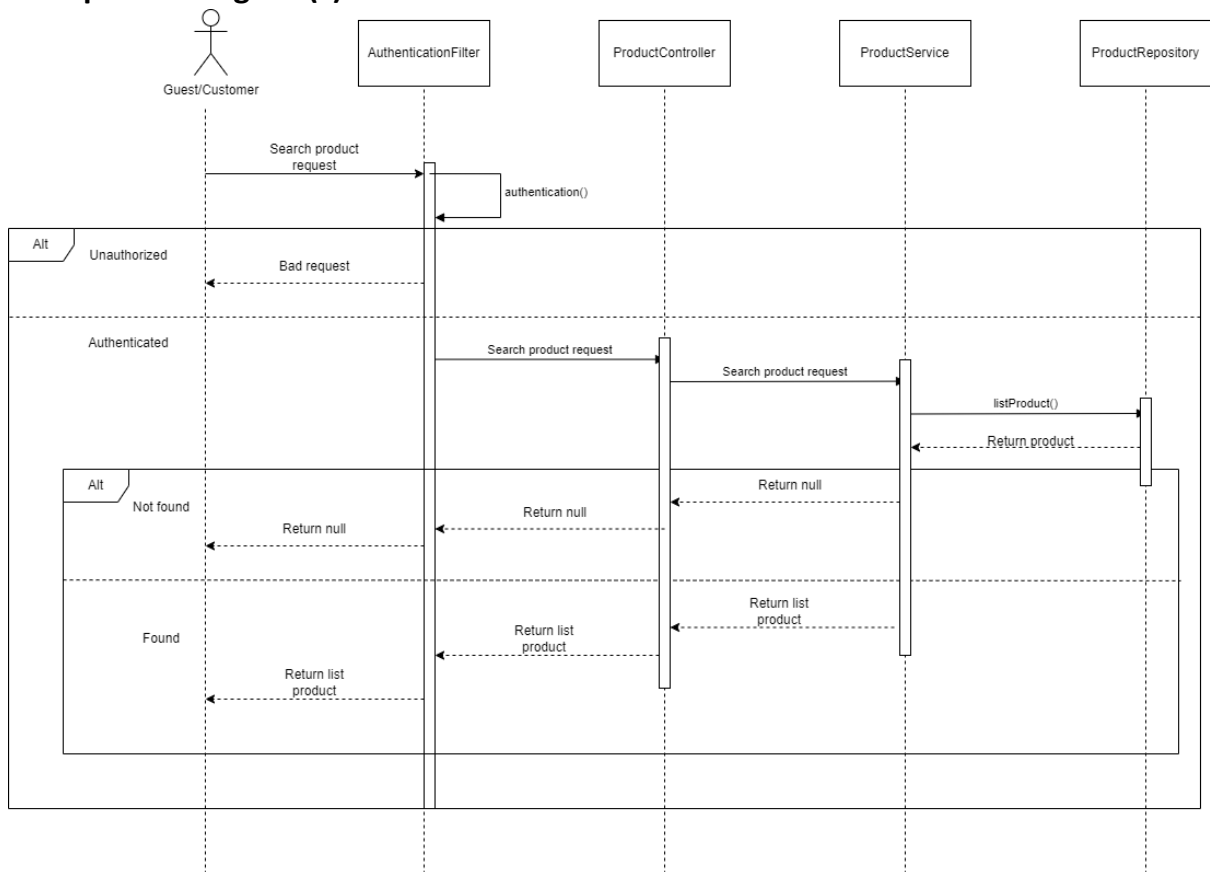 Guest/Customer
AuthenticationFilter
ProductController
ProductService
ProductRepository
Search product
request
authentication()
Alt
Unauthorized
Bad request
Authenticated
Search product request
Search product request
listProduct()
Return product
Alt
Not found
Return null
Return null
Return null
Found
Return list
product
Return list
product
Return list
product